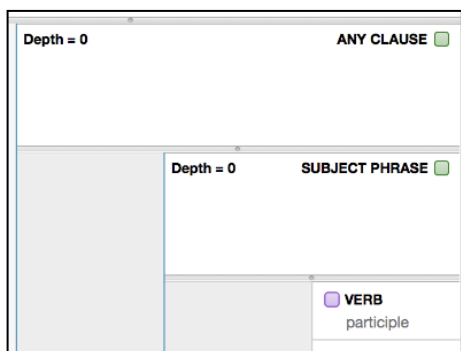 Depth = 0 ANY CLAUSE
Depth = 0 SUBJECT PHRASE
VERB
participle